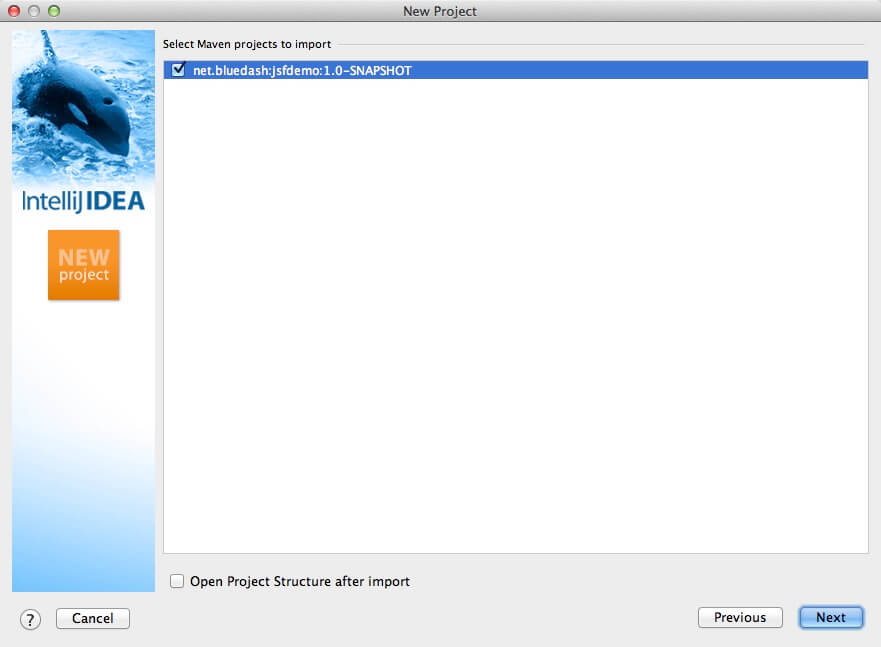 New Project
IntelliJ IDEA
NEW
project
Select Maven projects to import
net.bluedash:jsfdemo:1.0-SNAPSHOT
Open Project Structure after import
?
Cancel
Previous
Next